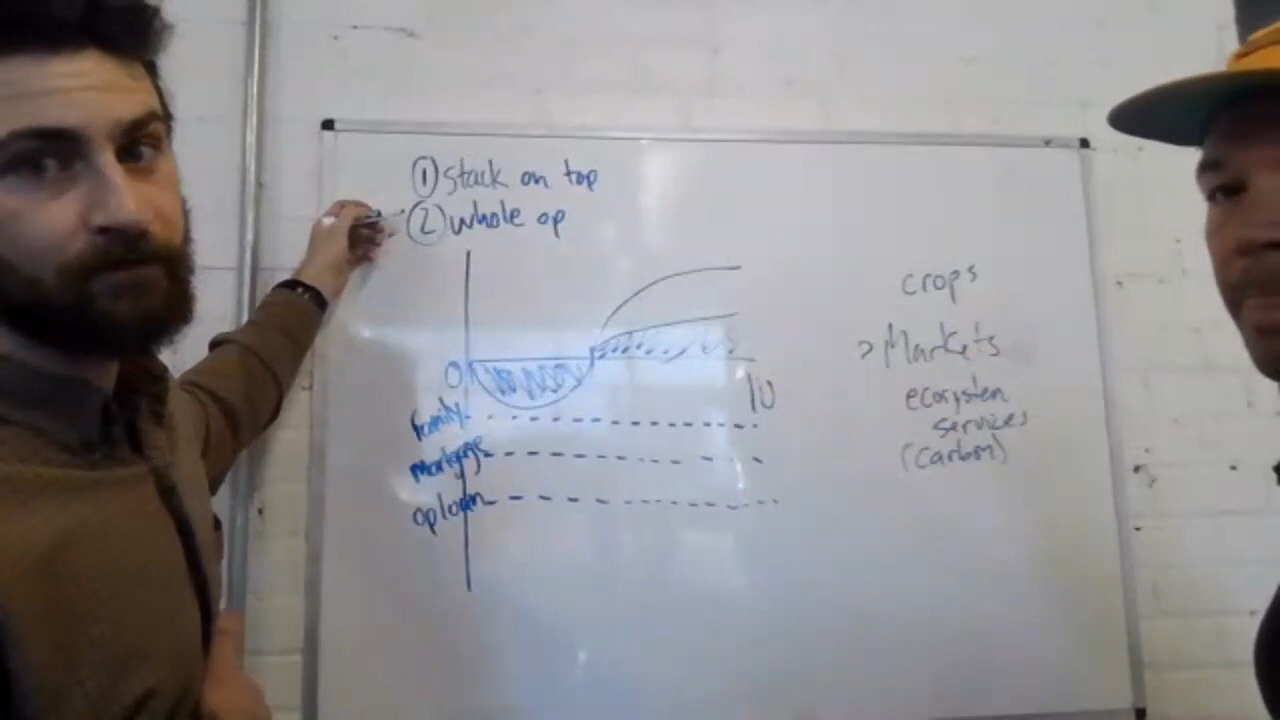 ① stack on top
② whole op
0
10
family
mortgage
op loan
crops
> Markets
ecosystem
services
(carbon)